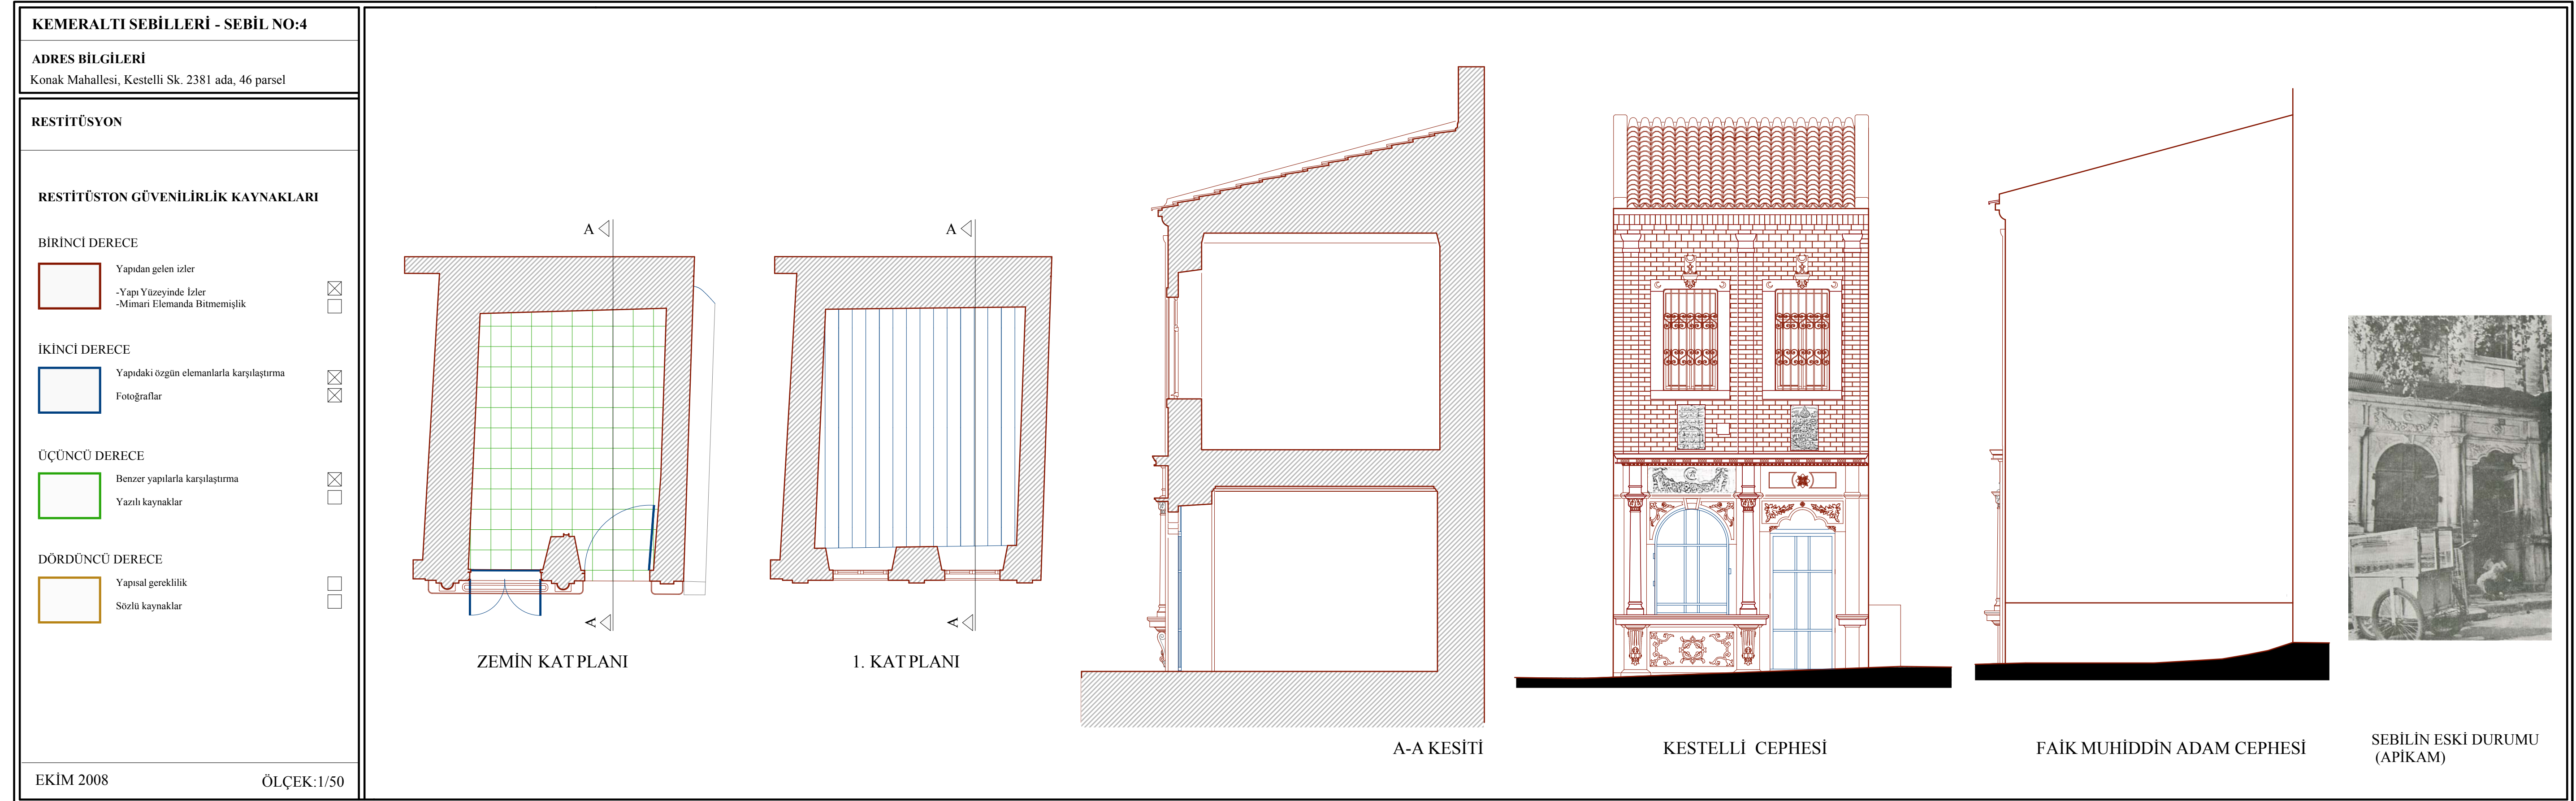 KEMERALTI SEBİLLERİ - SEBİL NO:4
ADRES BİLGİLERİ
Konak Mahallesi, Kestelli Sk. 2381 ada, 46 parsel
RESTİTÜSYON
RESTİTÜSTON GÜVENİLİRLİK KAYNAKLARI
BİRİNCİ DERECE
Yapıdan gelen izler
-Yapı Yüzeyinde İzler
-Mimari Elemanda Bitmemişlik
İKİNCİ DERECE
Yapıdaki özgün elemanlarla karşılaştırma
Fotoğraflar
ÜÇÜNCÜ DERECE
Benzer yapılarla karşılaştırma
Yazılı kaynaklar
DÖRDÜNCÜ DERECE
Yapısal gereklilik
Sözlü kaynaklar
EKİM 2008
ÖLÇEK:1/50
A
A
ZEMİN KAT PLANI
A
A
1. KAT PLANI
A-A KESİTİ
KESTELLİ CEPHESİ
FAİK MUHİDDİN ADAM CEPHESİ
SEBİLİN ESKİ DURUMU
(APİKAM)